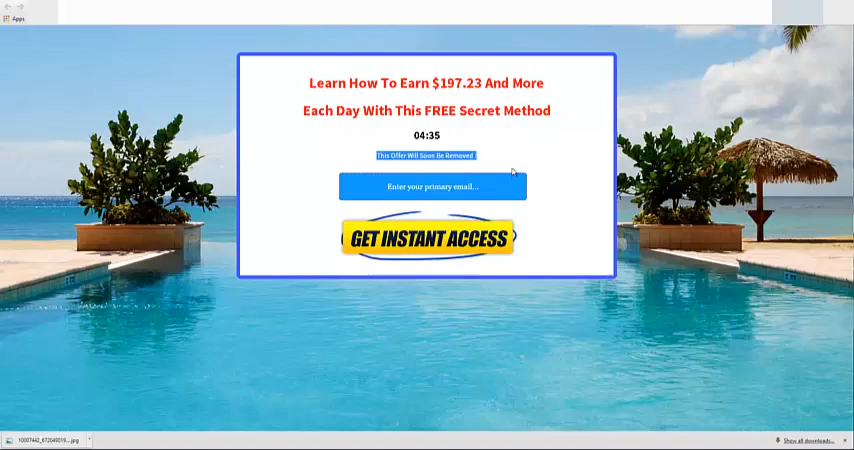 Apps
Learn How To Earn $197.23 And More
Each Day With This FREE Secret Method
04:35
This Offer Will Soon Be Removed !
Enter your primary email...
GET INSTANT ACCESS
Show all downloads...